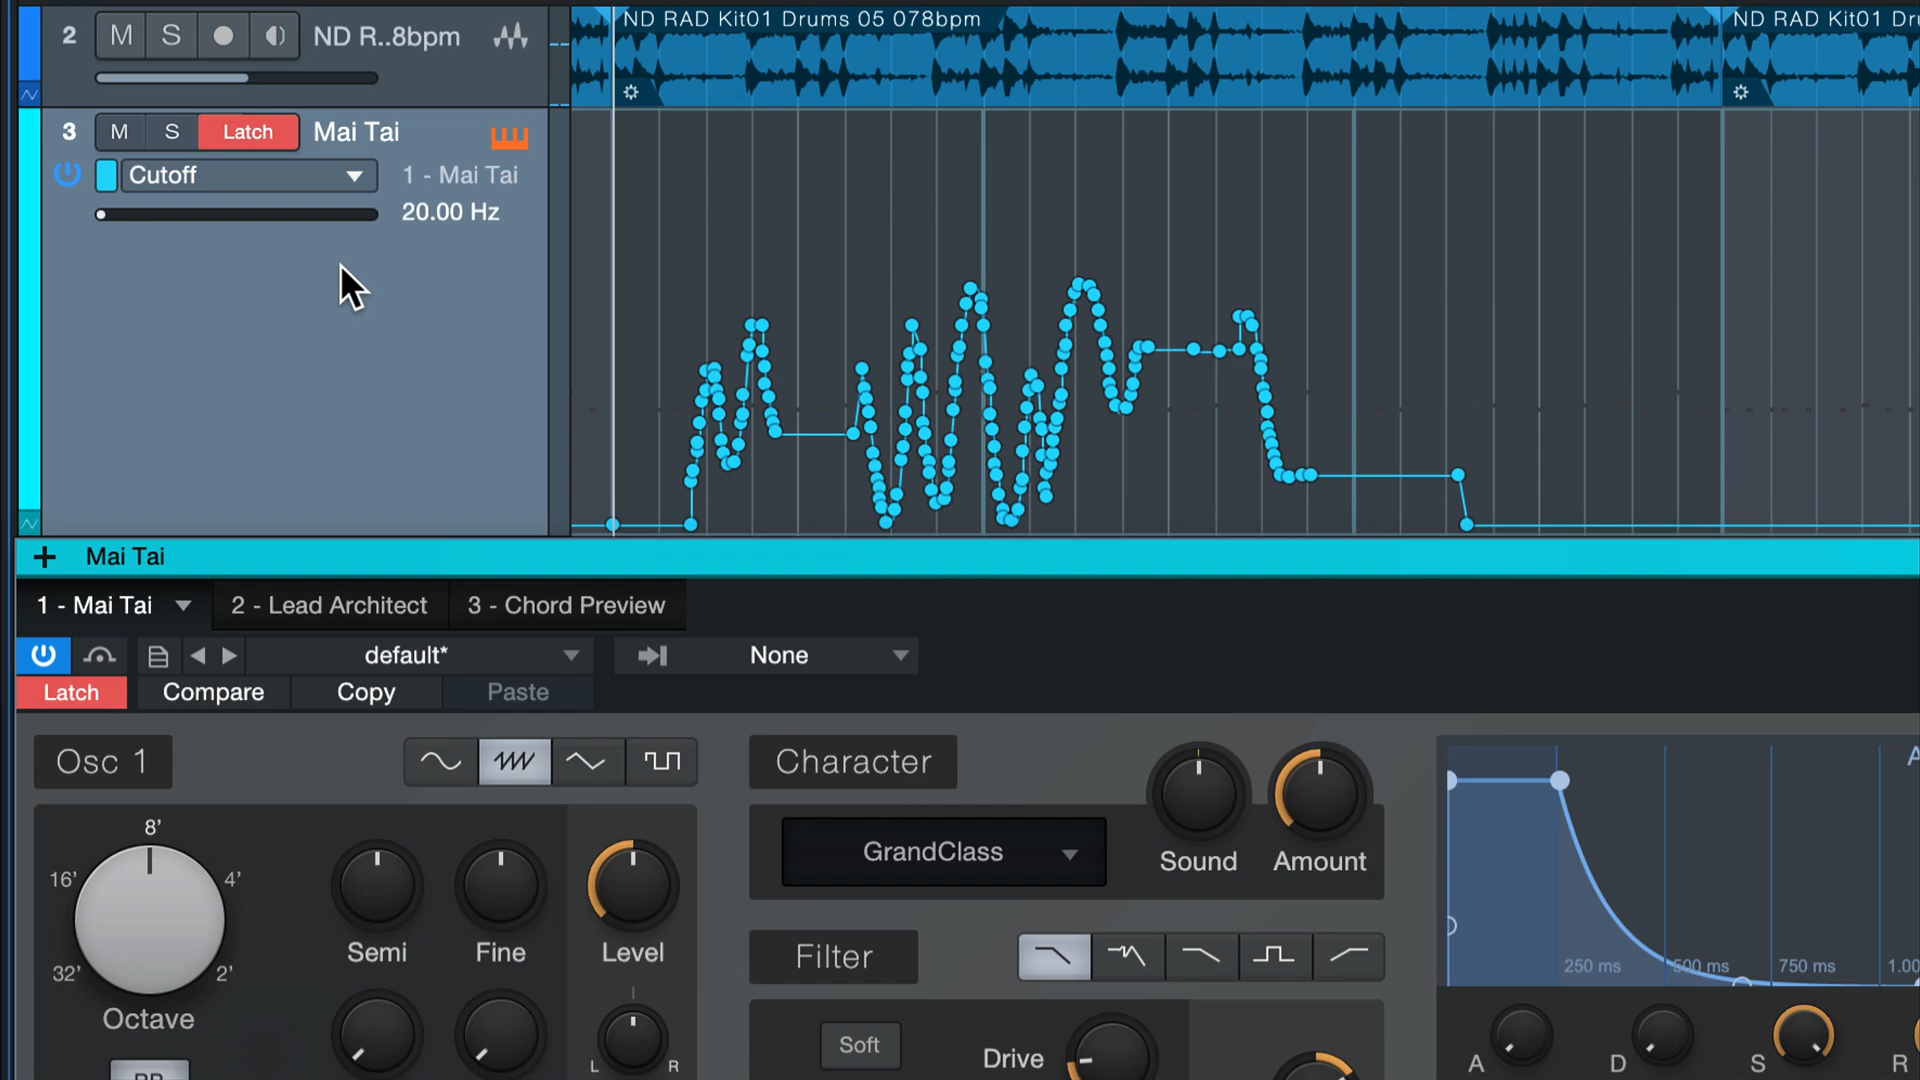 2 M S ND R..8bpm
ND RAD Kit01 Drums 05 078bpm
ND RAD Kit01 Dru
3 M S Latch Mai Tai
Cutoff 1 - Mai Tai
20.00 Hz
+ Mai Tai
1 - Mai Tai 2 - Lead Architect 3 - Chord Preview
default* None
Latch Compare Copy Paste
Osc 1
8'
16' 4'
32' 2'
Octave
Semi Fine Level
L R
Character
GrandClass
Sound Amount
Filter
Soft Drive
250 ms 500 ms 750 ms 1.00
A D S R